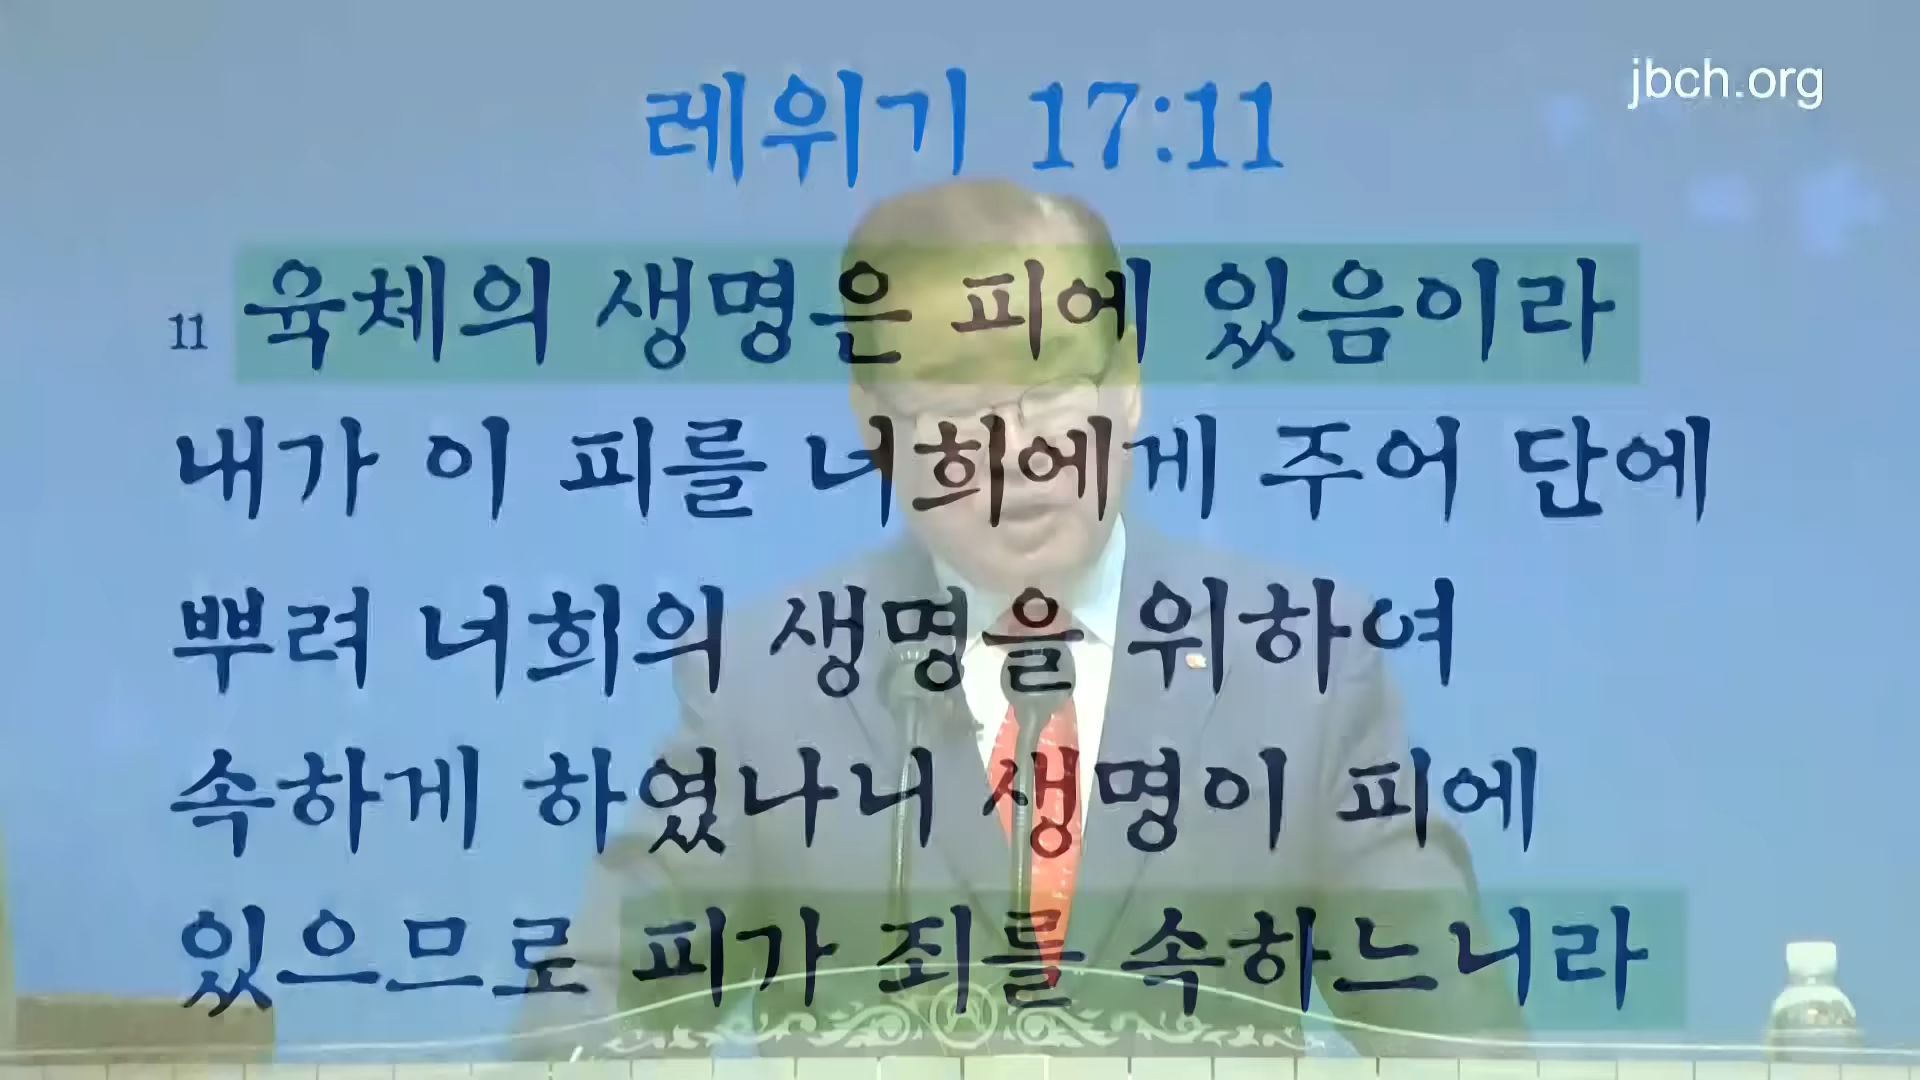 jbch.org
레위기 17:11
11 육체의 생명은 피에 있음이라
내가 이 피를 너희에게 주어 단에
뿌려 너희의 생명을 위하여
속하게 하였나니 생명이 피에
있으므로 피가 죄를 속하느니라